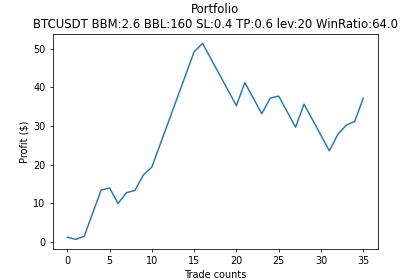 Portfolio
BTCUSDT BBM:2.6 BBL:160 SL:0.4 TP:0.6 lev:20 WinRatio:64.0
50
40
30
20
10
0
Profit ($)
0 5 10 15 20 25 30 35
Trade counts